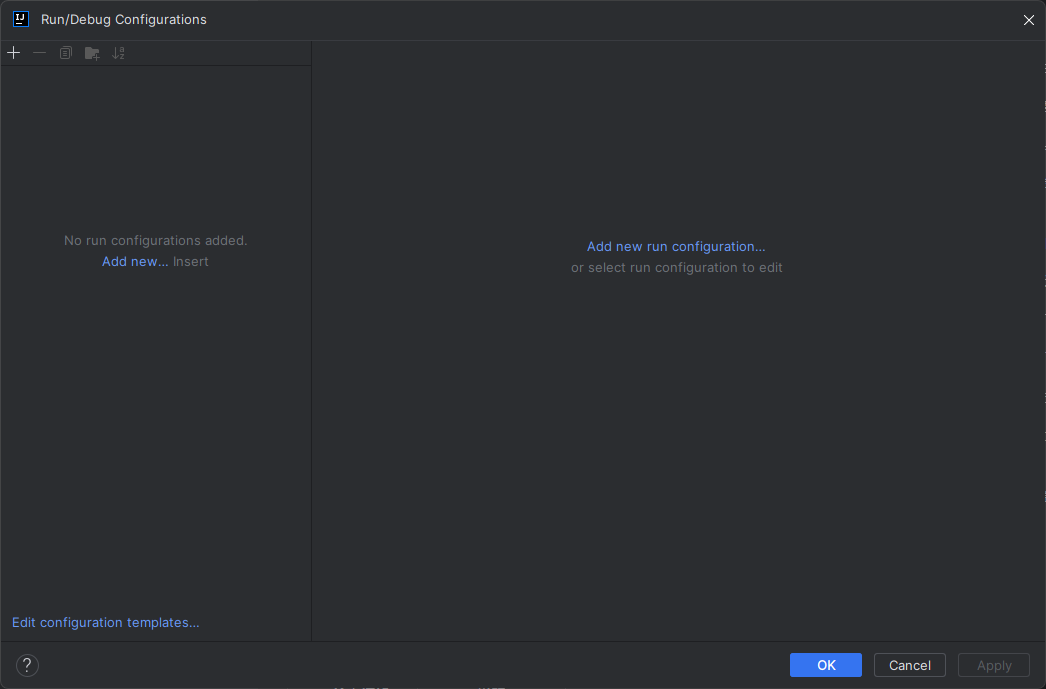 Run/Debug Configurations
No run configurations added.
Add new... Insert
Add new run configuration...
or select run configuration to edit
Edit configuration templates...
?
OK
Cancel
Apply